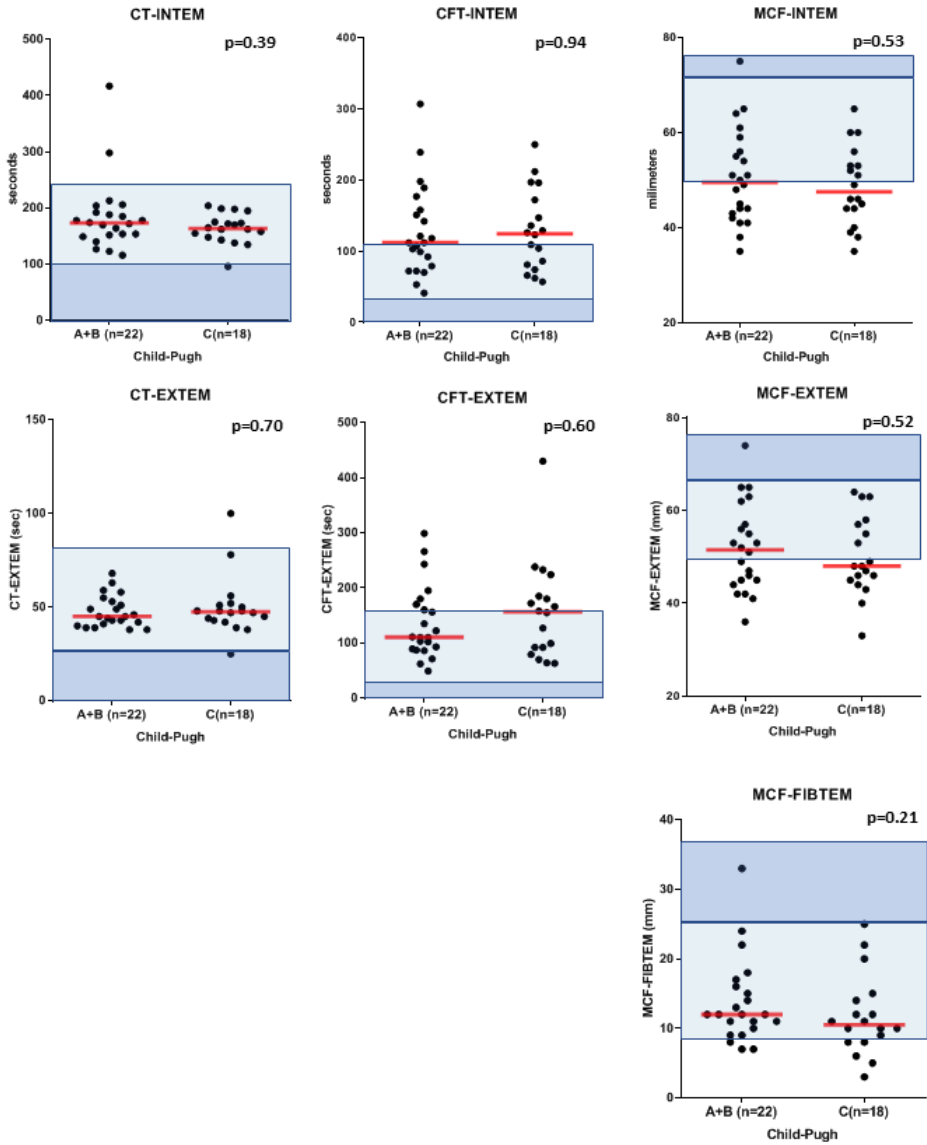 CT-INTEM
p=0.39
500
400
300
200
100
0
seconds
A+B (n=22)
C(n=18)
Child-Pugh
CFT-INTEM
p=0.94
400
300
200
100
0
seconds
A+B (n=22)
C(n=18)
Child-Pugh
MCF-INTEM
p=0.53
80
60
40
20
milimeters
A+B (n=22)
C(n=18)
Child-Pugh
CT-EXTEM
p=0.70
150
100
50
0
CT-EXTEM (sec)
A+B (n=22)
C(n=18)
Child-Pugh
CFT-EXTEM
p=0.60
500
400
300
200
100
0
CFT-EXTEM (sec)
A+B (n=22)
C(n=18)
Child-Pugh
MCF-EXTEM
p=0.52
80
60
40
20
MCF-EXTEM (mm)
A+B (n=22)
C(n=18)
Child-Pugh
MCF-FIBTEM
p=0.21
40
30
20
10
0
MCF-FIBTEM (mm)
A+B (n=22)
C(n=18)
Child-Pugh